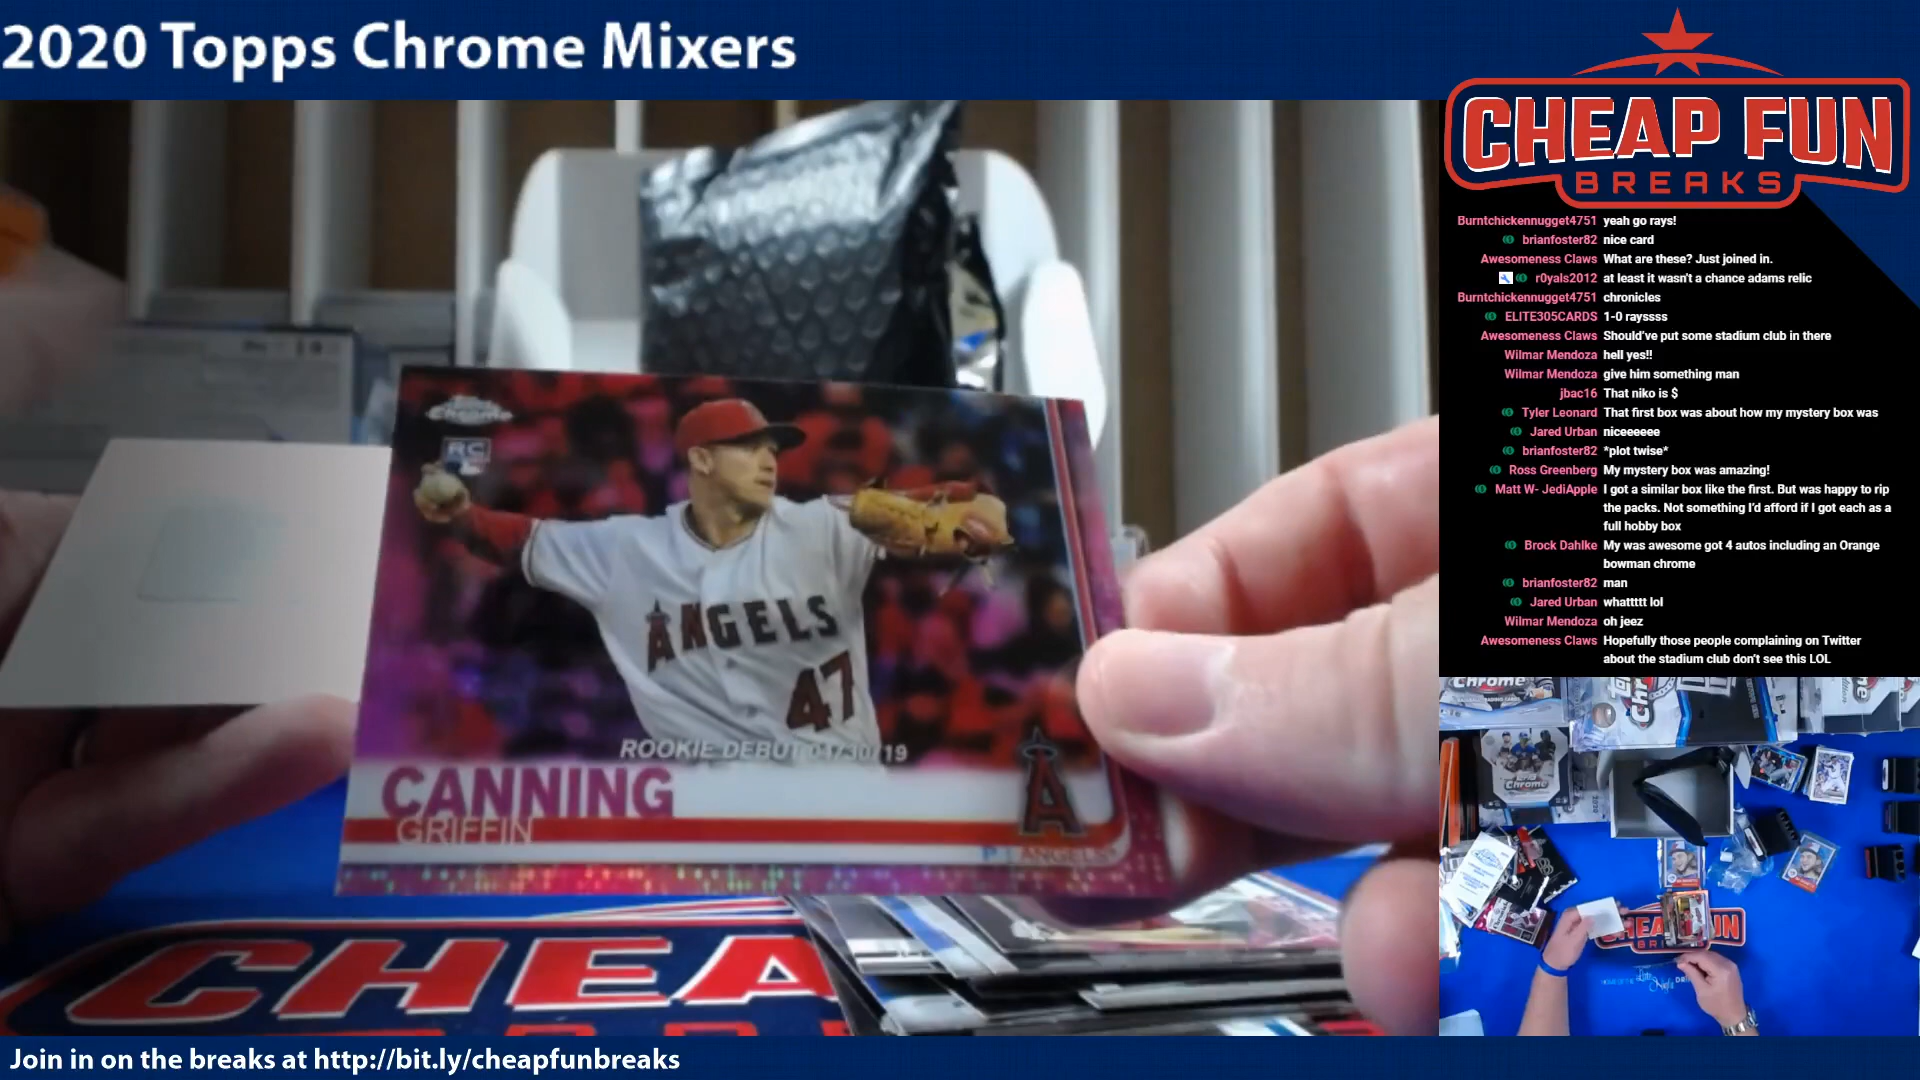 2020 Topps Chrome Mixers
CHEAP FUN
BREAKS
Burntchickennugget4751 yeah go rays!
brianfoster82 nice card
Awesomeness Claws What are these? Just joined in.
r0yals2012 at least it wasn't a chance adams relic
Burntchickennugget4751 chronicles
ELITE305CARDS 1-0 rayssss
Awesomeness Claws Should've put some stadium club in there
Wilmar Mendoza hell yes!!
Wilmar Mendoza give him something man
jbac16 That niko is $
Tyler Leonard That first box was about how my mystery box was
Jared Urban niceeeeee
brianfoster82 *plot twise*
Ross Greenberg My mystery box was amazing!
Matt W- JediApple I got a similar box like the first. But was happy to rip
the packs. Not something I'd afford if I got each as a
full hobby box
Brock Dahlke My was awesome got 4 autos including an Orange
bowman chrome
brianfoster82 man
Jared Urban whattttt lol
Wilmar Mendoza oh jeez
Awesomeness Claws Hopefully those people complaining on Twitter
about the stadium club don't see this LOL
Topps
Chrome
RC
ANGELS
47
ROOKIE DEBUT 04/30/19
CANNING
GRIFFIN
A
P | ANGELS
CHEA
Chrome
Chrome
Join in on the breaks at http://bit.ly/cheapfunbreaks